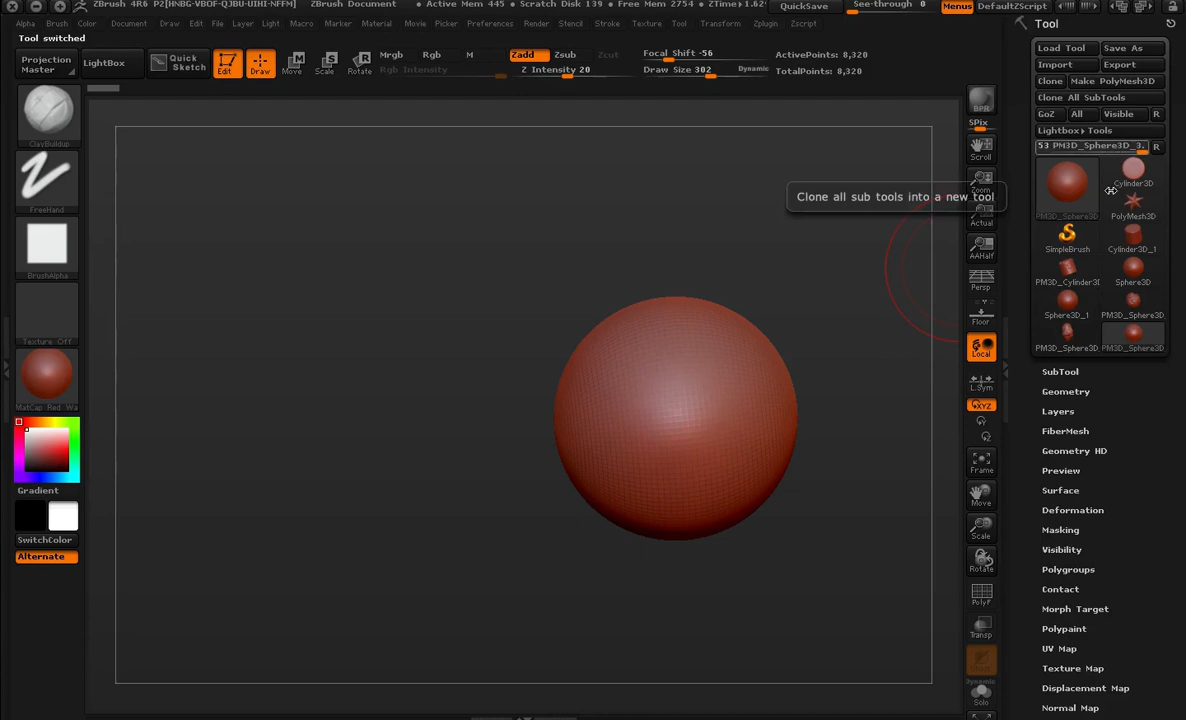 ZBrush 4R6 P2[HNBG-VBOF-QJBU-UIHI-NFFM] ZBrush Document • Active Mem 445 • Scratch Disk 139 • Free Mem 2754 • ZTime▸1.62 QuickSave See-through 0 Menus DefaultZScript
Alpha Brush Color Document Draw Edit File Layer Light Macro Marker Material Movie Picker Preferences Render Stencil Stroke Texture Tool Transform Zplugin Zscript
Tool switched
Projection Master
LightBox
Quick Sketch
Edit
Draw
Move
Scale
Rotate
Mrgb Rgb M
Rgb Intensity
Zadd Zsub Zcut
Z Intensity 20
Focal Shift -56
Draw Size 302 Dynamic
ActivePoints: 8,320
TotalPoints: 8,320
ClayBuildup
FreeHand
BrushAlpha
Texture Off
MatCap Red Wa
Gradient
SwitchColor
Alternate
Clone all sub tools into a new tool
BPR
SPix
Scroll
Zoom
Actual
AAHalf
Persp
Floor
Local
L.Sym
XYZ
Y
Z
Frame
Move
Scale
Rotate
PolyF
Transp
Dynamic
Solo
Tool
Load Tool Save As
Import Export
Clone Make PolyMesh3D
Clone All SubTools
GoZ All Visible R
Lightbox▸Tools
53 PM3D_Sphere3D_3. R
PM3D_Sphere3D
Cylinder3D
PolyMesh3D
SimpleBrush Cylinder3D_1
PM3D_Cylinder3D Sphere3D
Sphere3D_1 PM3D_Sphere3D_
PM3D_Sphere3D PM3D_Sphere3D
SubTool
Geometry
Layers
FiberMesh
Geometry HD
Preview
Surface
Deformation
Masking
Visibility
Polygroups
Contact
Morph Target
Polypaint
UV Map
Texture Map
Displacement Map
Normal Map